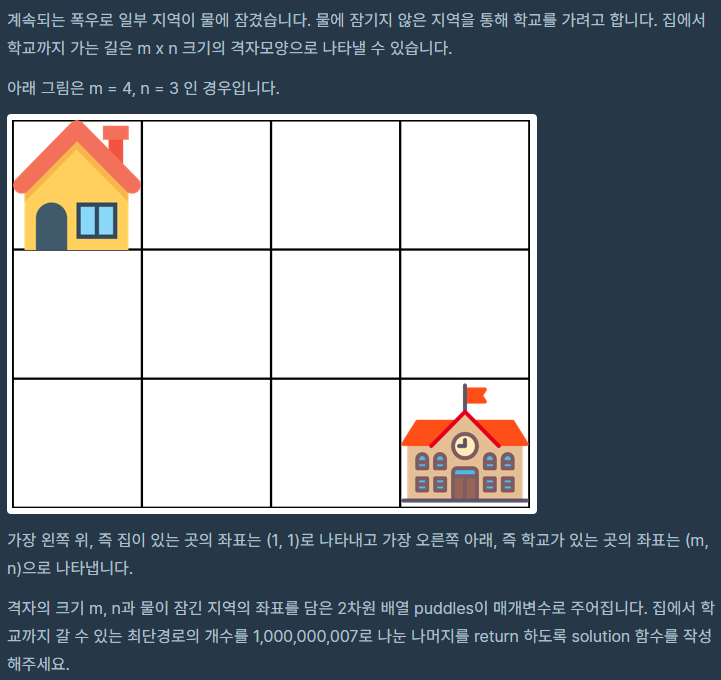 계속되는 폭우로 일부 지역이 물에 잠겼습니다. 물에 잠기지 않은 지역을 통해 학교를 가려고 합니다. 집에서
학교까지 가는 길은 m x n 크기의 격자모양으로 나타낼 수 있습니다.
아래 그림은 m = 4, n = 3 인 경우입니다.
가장 왼쪽 위, 즉 집이 있는 곳의 좌표는 (1, 1)로 나타내고 가장 오른쪽 아래, 즉 학교가 있는 곳의 좌표는 (m,
n)으로 나타냅니다.
격자의 크기 m, n과 물이 잠긴 지역의 좌표를 담은 2차원 배열 puddles이 매개변수로 주어집니다. 집에서 학
교까지 갈 수 있는 최단경로의 개수를 1,000,000,007로 나눈 나머지를 return 하도록 solution 함수를 작성
해주세요.